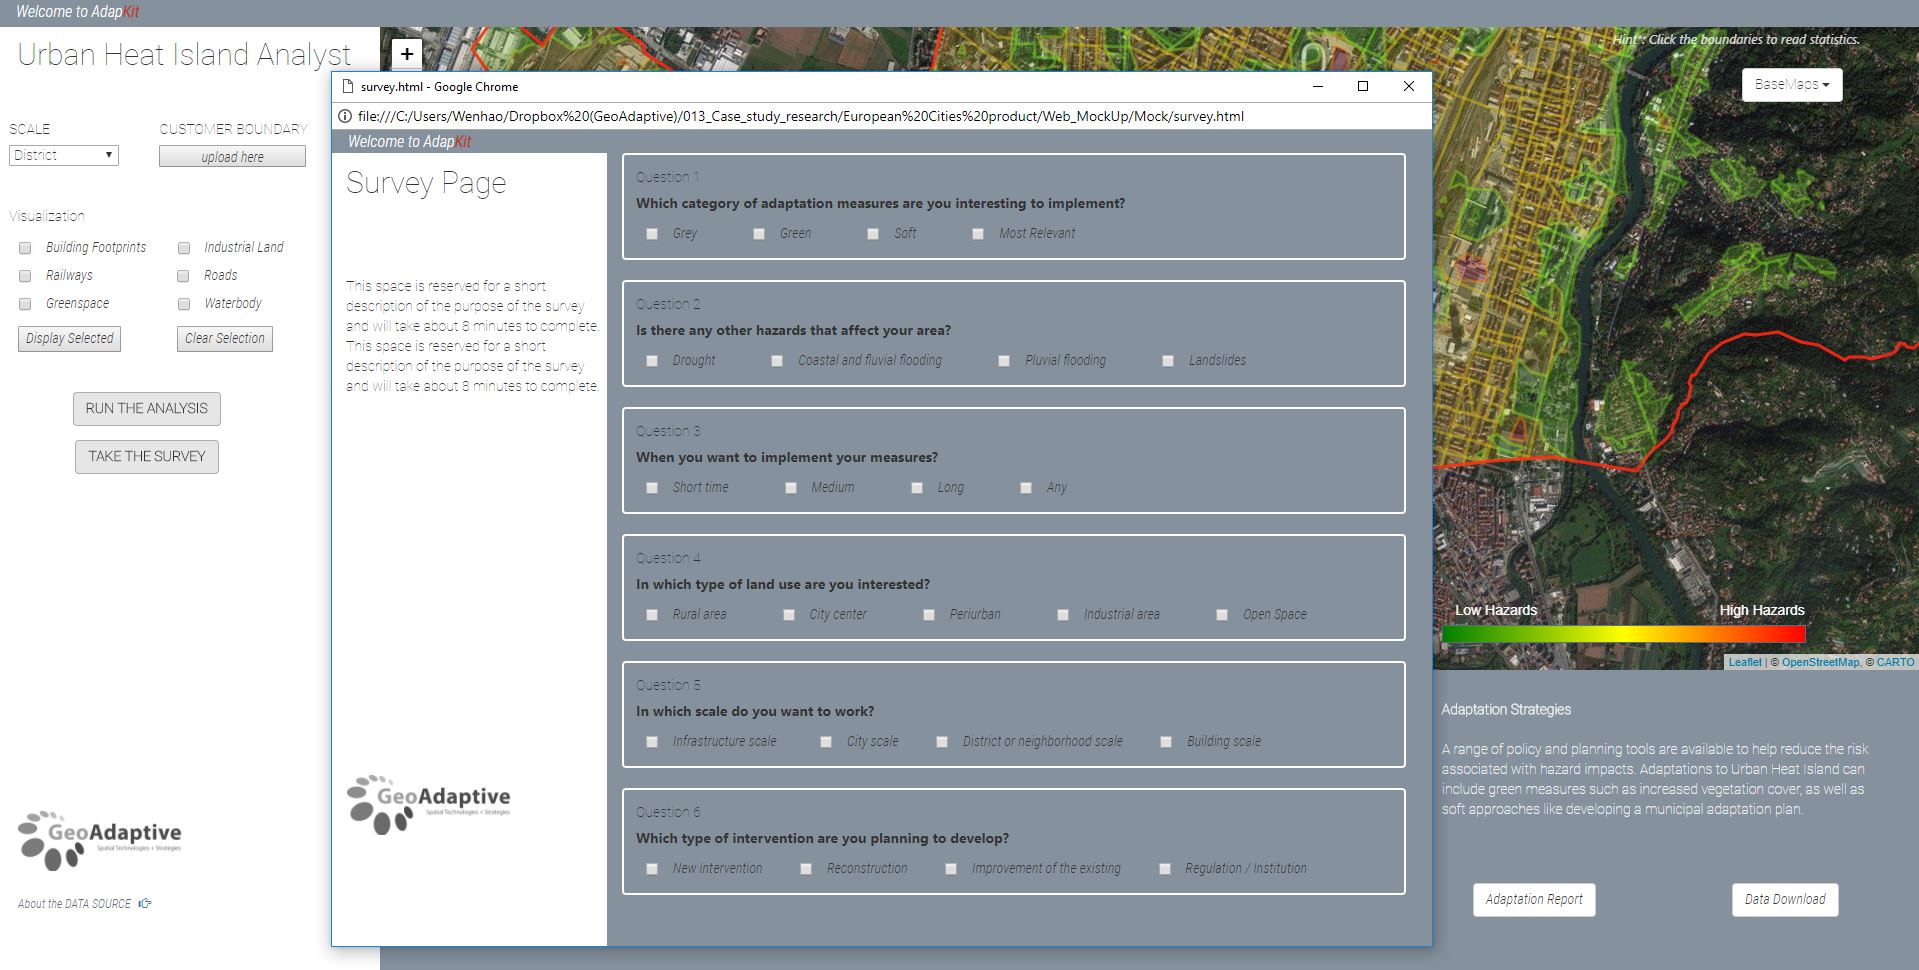 Welcome to AdapKit
Urban Heat Island Analyst
SCALE
CUSTOMER BOUNDARY
District
upload here
Visualization
Building Footprints
Industrial Land
Railways
Roads
Greenspace
Waterbody
Display Selected
Clear Selection
RUN THE ANALYSIS
TAKE THE SURVEY
GeoAdaptive
Spatial Technologies + Strategies
About the DATA SOURCE
+
survey.html - Google Chrome
file:///C:/Users/Wenhao/Dropbox%20(GeoAdaptive)/013_Case_study_research/European%20Cities%20product/Web_MockUp/Mock/survey.html
Welcome to AdapKit
Survey Page
This space is reserved for a short
description of the purpose of the survey
and will take about 8 minutes to complete.
This space is reserved for a short
description of the purpose of the survey
and will take about 8 minutes to complete.
GeoAdaptive
Spatial Technologies + Strategies
Question 1
Which category of adaptation measures are you interesting to implement?
Grey Green Soft Most Relevant
Question 2
Is there any other hazards that affect your area?
Drought Coastal and fluvial flooding Pluvial flooding Landslides
Question 3
When you want to implement your measures?
Short time Medium Long Any
Question 4
In which type of land use are you interested?
Rural area City center Periurban Industrial area Open Space
Question 5
In which scale do you want to work?
Infrastructure scale City scale District or neighborhood scale Building scale
Question 6
Which type of intervention are you planning to develop?
New intervention Reconstruction Improvement of the existing Regulation / Institution
Hint*: Click the boundaries to read statistics.
BaseMaps
Low Hazards High Hazards
Leaflet | © OpenStreetMap, © CARTO
Adaptation Strategies
A range of policy and planning tools are available to help reduce the risk
associated with hazard impacts. Adaptations to Urban Heat Island can
include green measures such as increased vegetation cover, as well as
soft approaches like developing a municipal adaptation plan.
Adaptation Report
Data Download